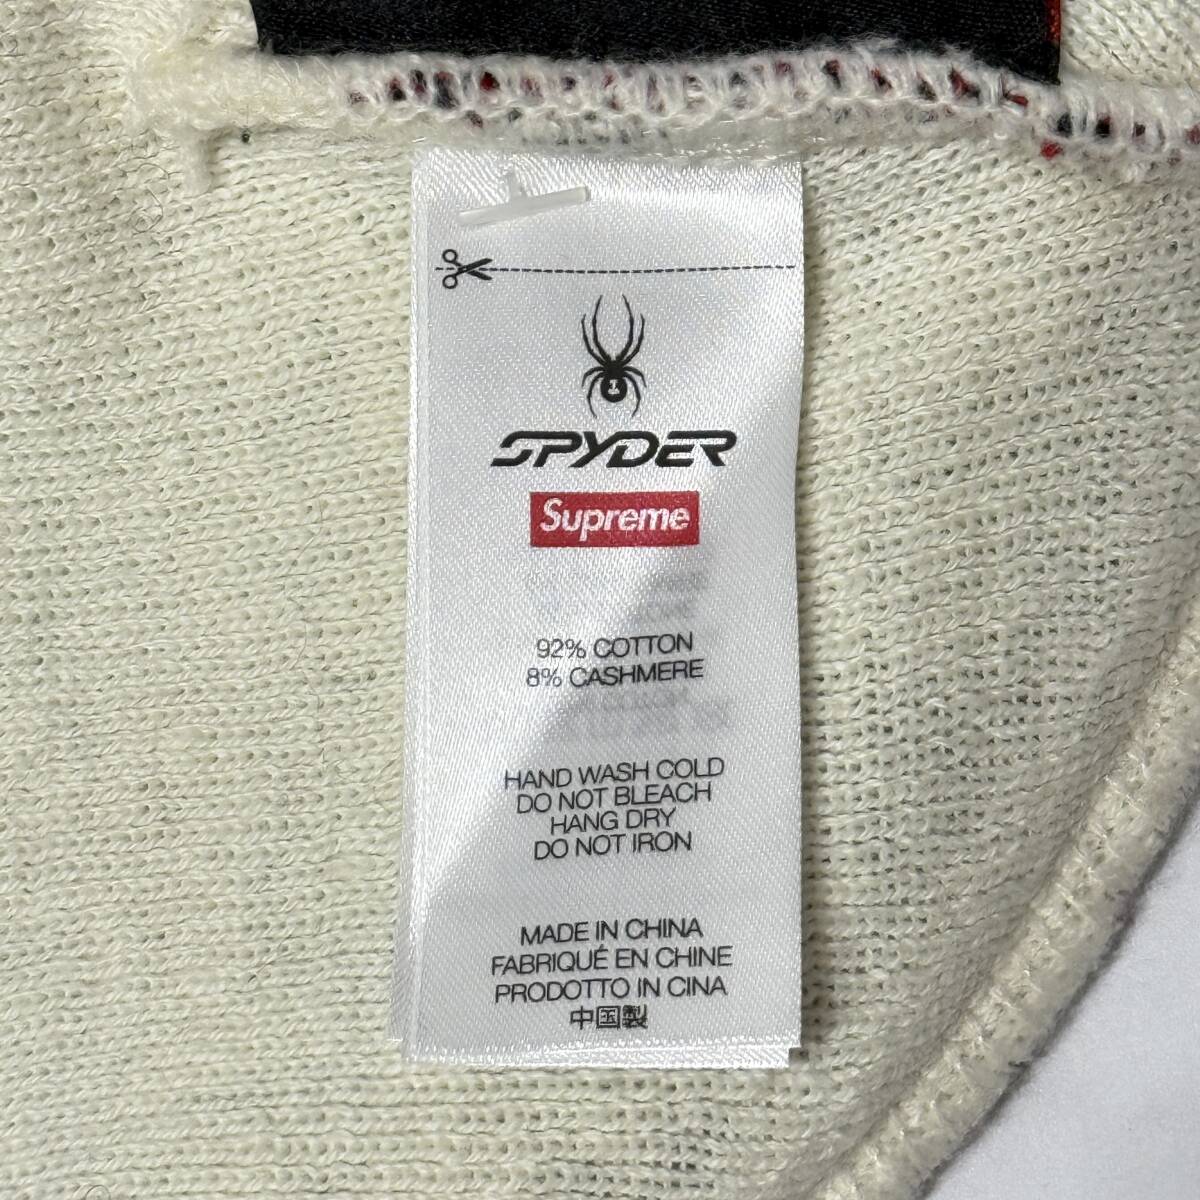 1
SPYDER
Supreme
92% COTTON
8% CASHMERE
HAND WASH COLD
DO NOT BLEACH
HANG DRY
DO NOT IRON
MADE IN CHINA
FABRIQUÉ EN CHINE
PRODOTTO IN CINA
中国製